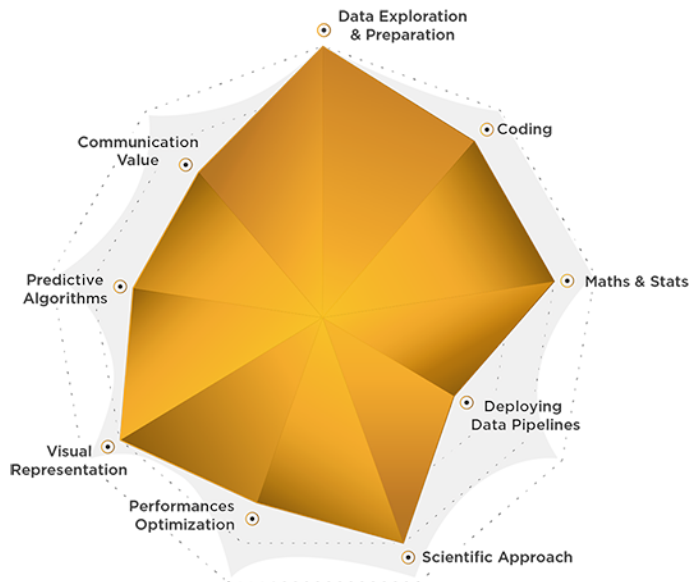 Data Exploration
& Preparation
Coding
Communication
Value
Maths & Stats
Predictive
Algorithms
Deploying
Data Pipelines
Visual
Representation
Performances
Optimization
Scientific Approach